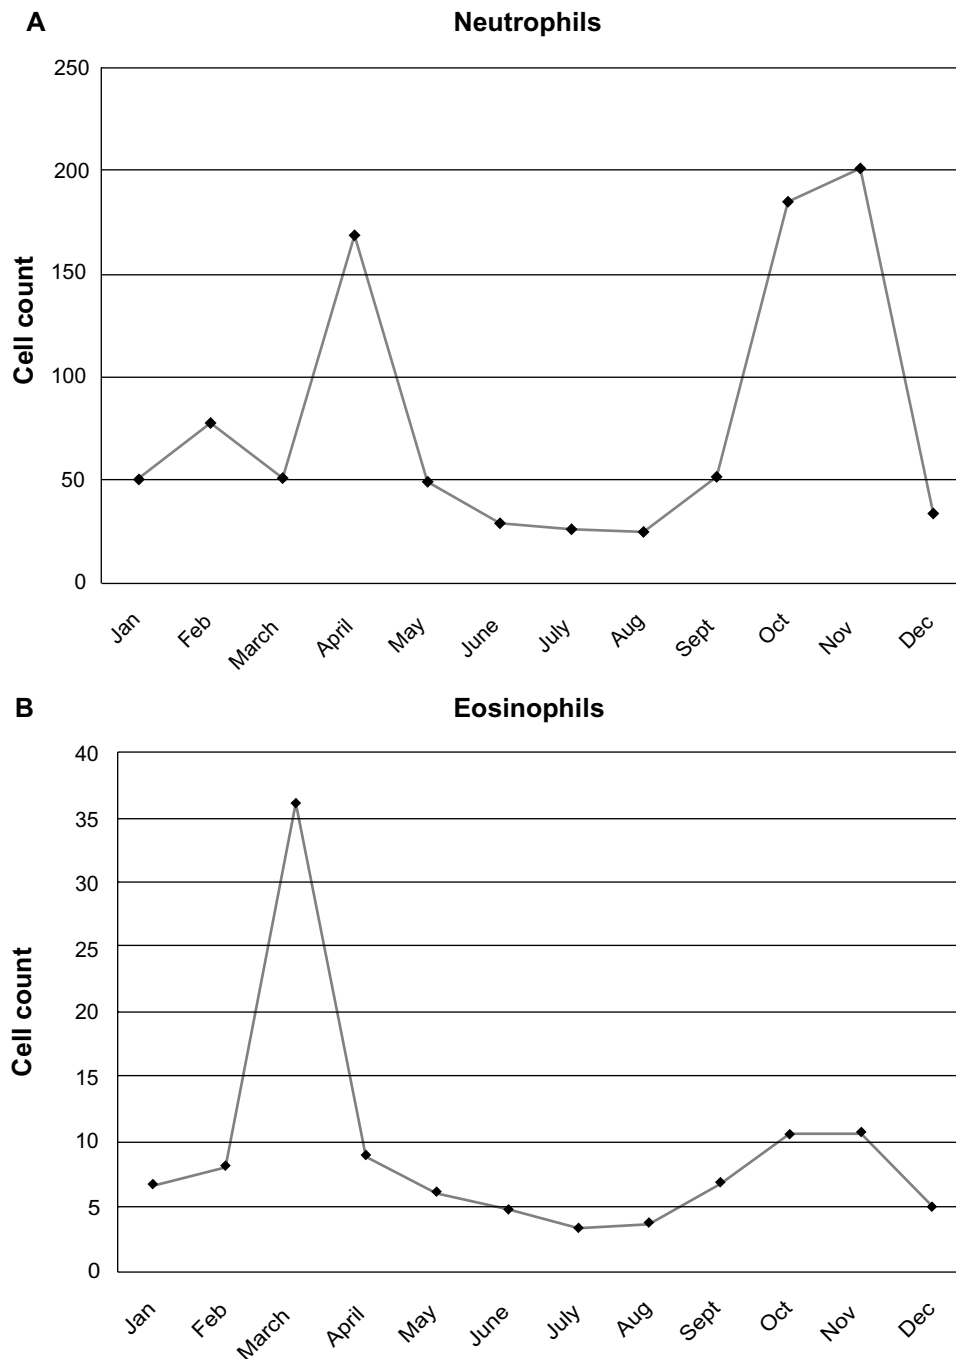 A
Neutrophils
Cell count
250
200
150
100
50
0
Jan Feb March April May June July Aug Sept Oct Nov Dec
B
Eosinophils
Cell count
40
35
30
25
20
15
10
5
0
Jan Feb March April May June July Aug Sept Oct Nov Dec